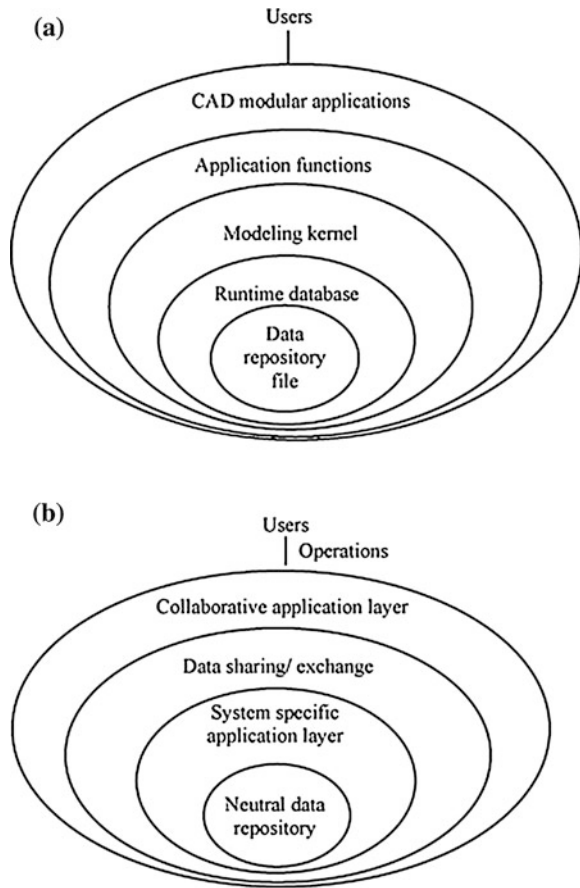 (a)
Users
CAD modular applications
Application functions
Modeling kernel
Runtime database
Data
repository
file
(b)
Users
Operations
Collaborative application layer
Data sharing/ exchange
System specific
application layer
Neutral data
repository